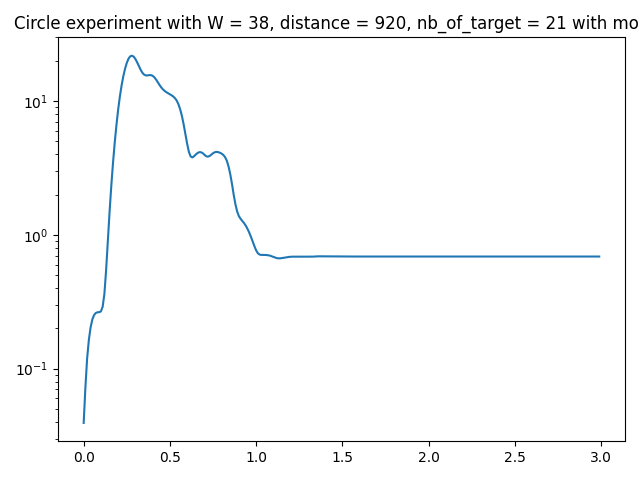 Circle experiment with W = 38, distance = 920, nb_of_target = 21 with mo
10¹
10⁰
10⁻¹
0.0 0.5 1.0 1.5 2.0 2.5 3.0